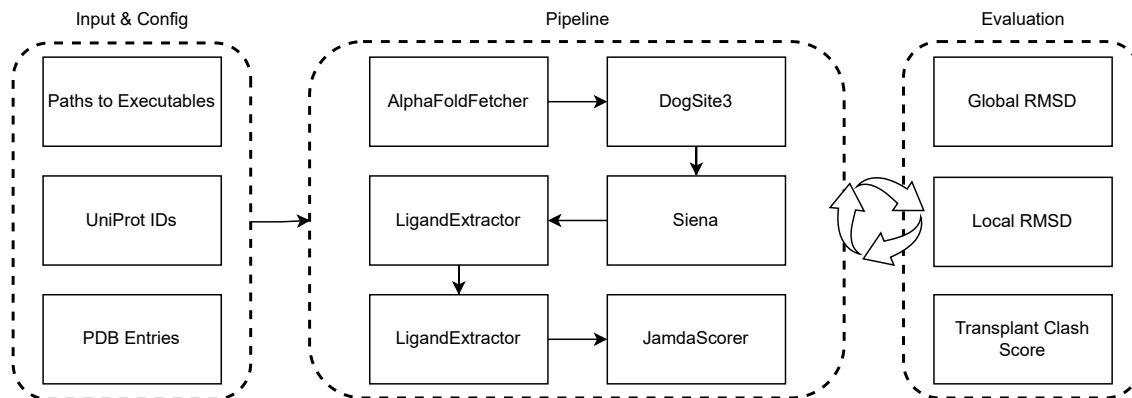 Input & Config
Pipeline
Evaluation
Paths to Executables
AlphaFoldFetcher
DogSite3
Global RMSD
UniProt IDs
LigandExtractor
Siena
Local RMSD
PDB Entries
LigandExtractor
JamdaScorer
Transplant Clash
Score